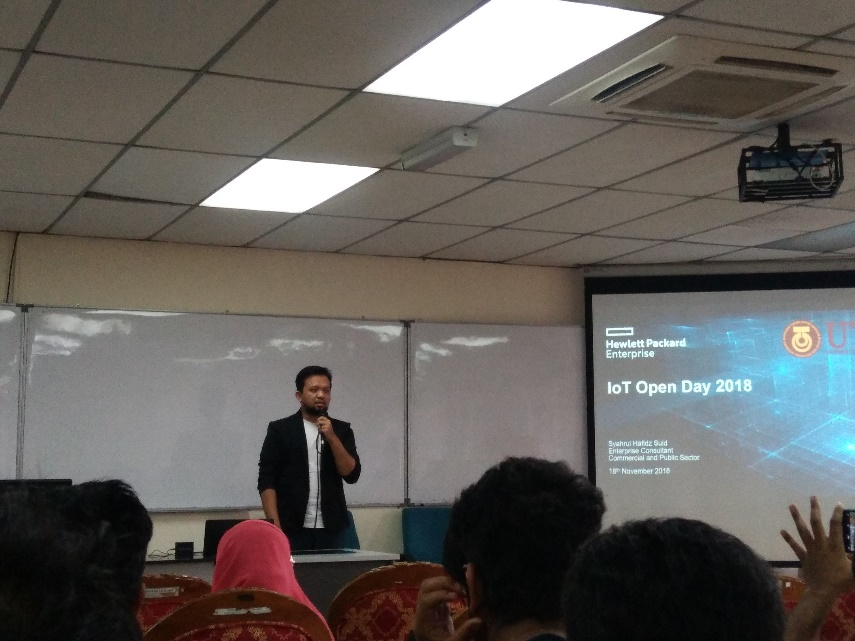 Hewlett Packard
Enterprise
IoT Open Day 2018
Syahrul Hafidz Suid
Enterprise Consultant
Commercial and Public Sector
18th November 2018